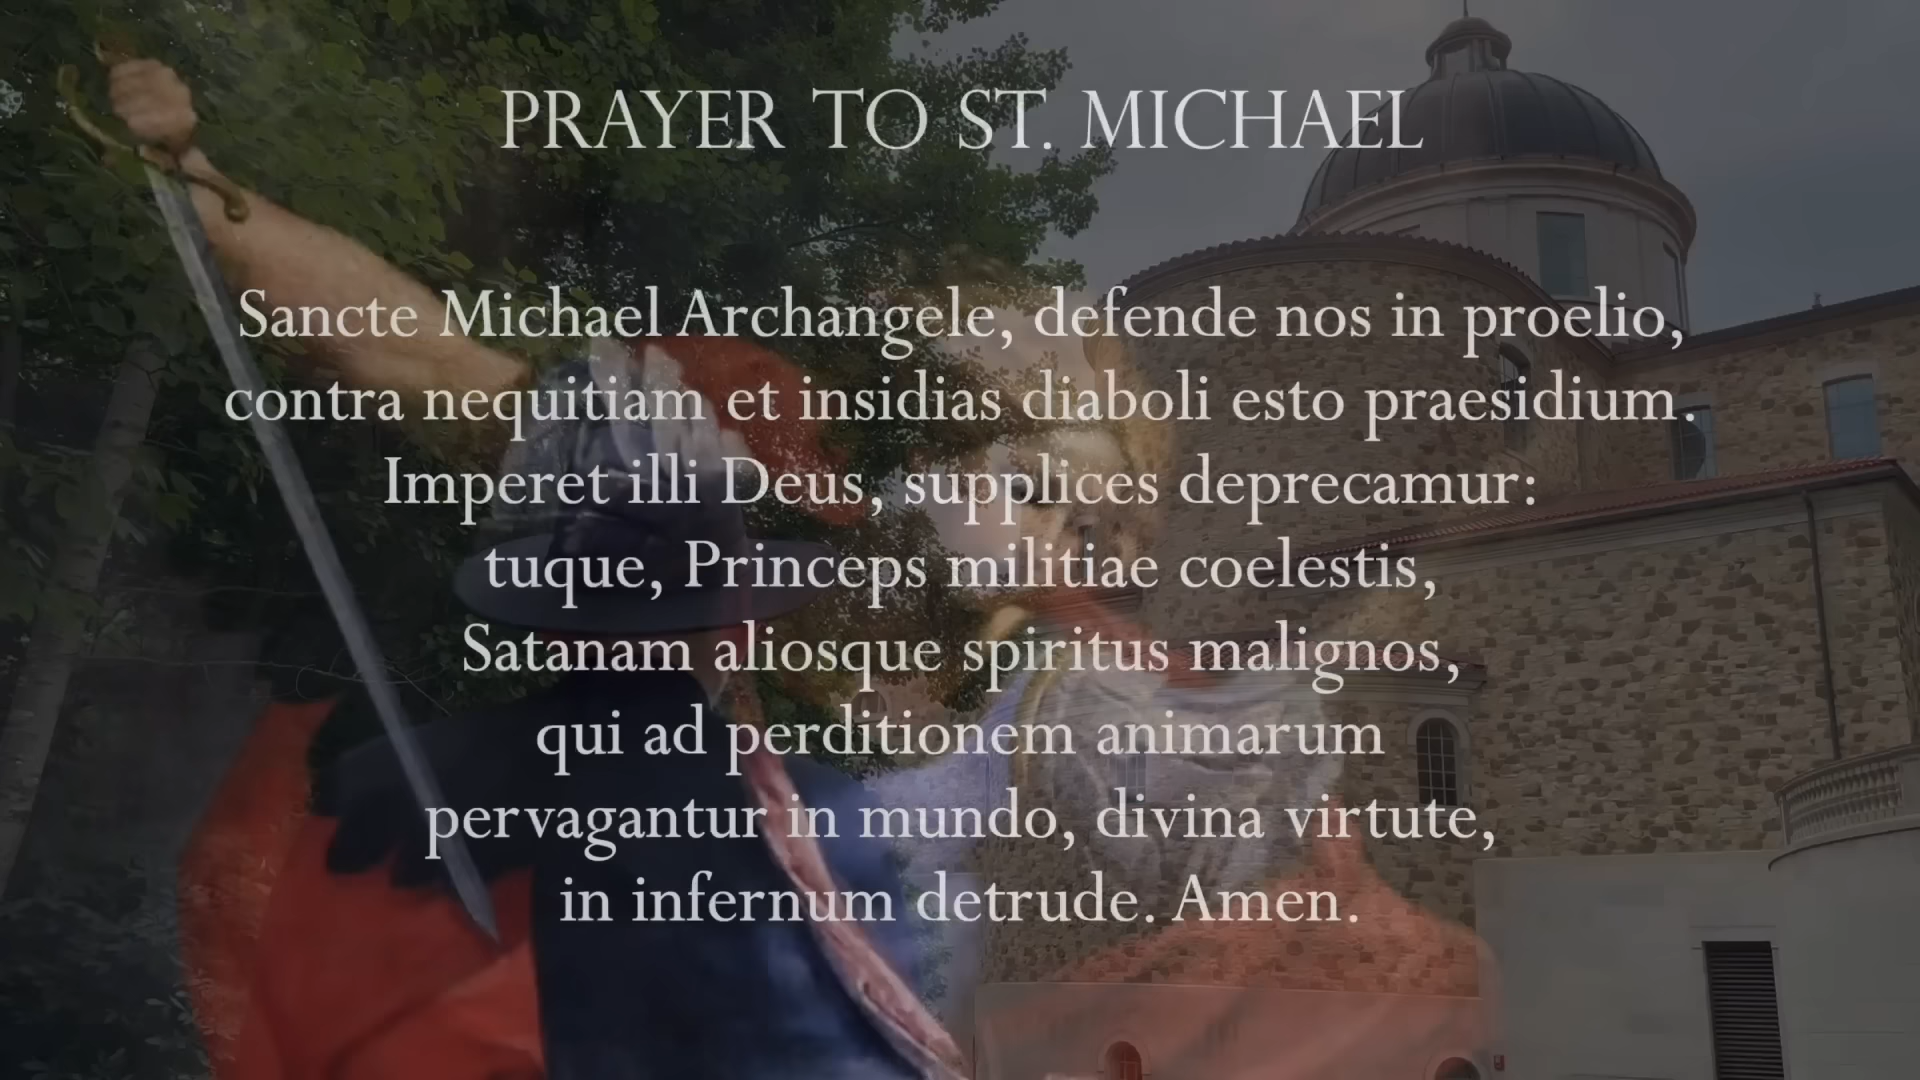 PRAYER TO ST. MICHAEL
Sancte Michael Archangele, defende nos in proelio,
contra nequitiam et insidias diaboli esto praesidium.
Imperet illi Deus, supplices deprecamur:
tuque, Princeps militiae coelestis,
Satanam aliosque spiritus malignos,
qui ad perditionem animarum
pervagantur in mundo, divina virtute,
in infernum detrude. Amen.